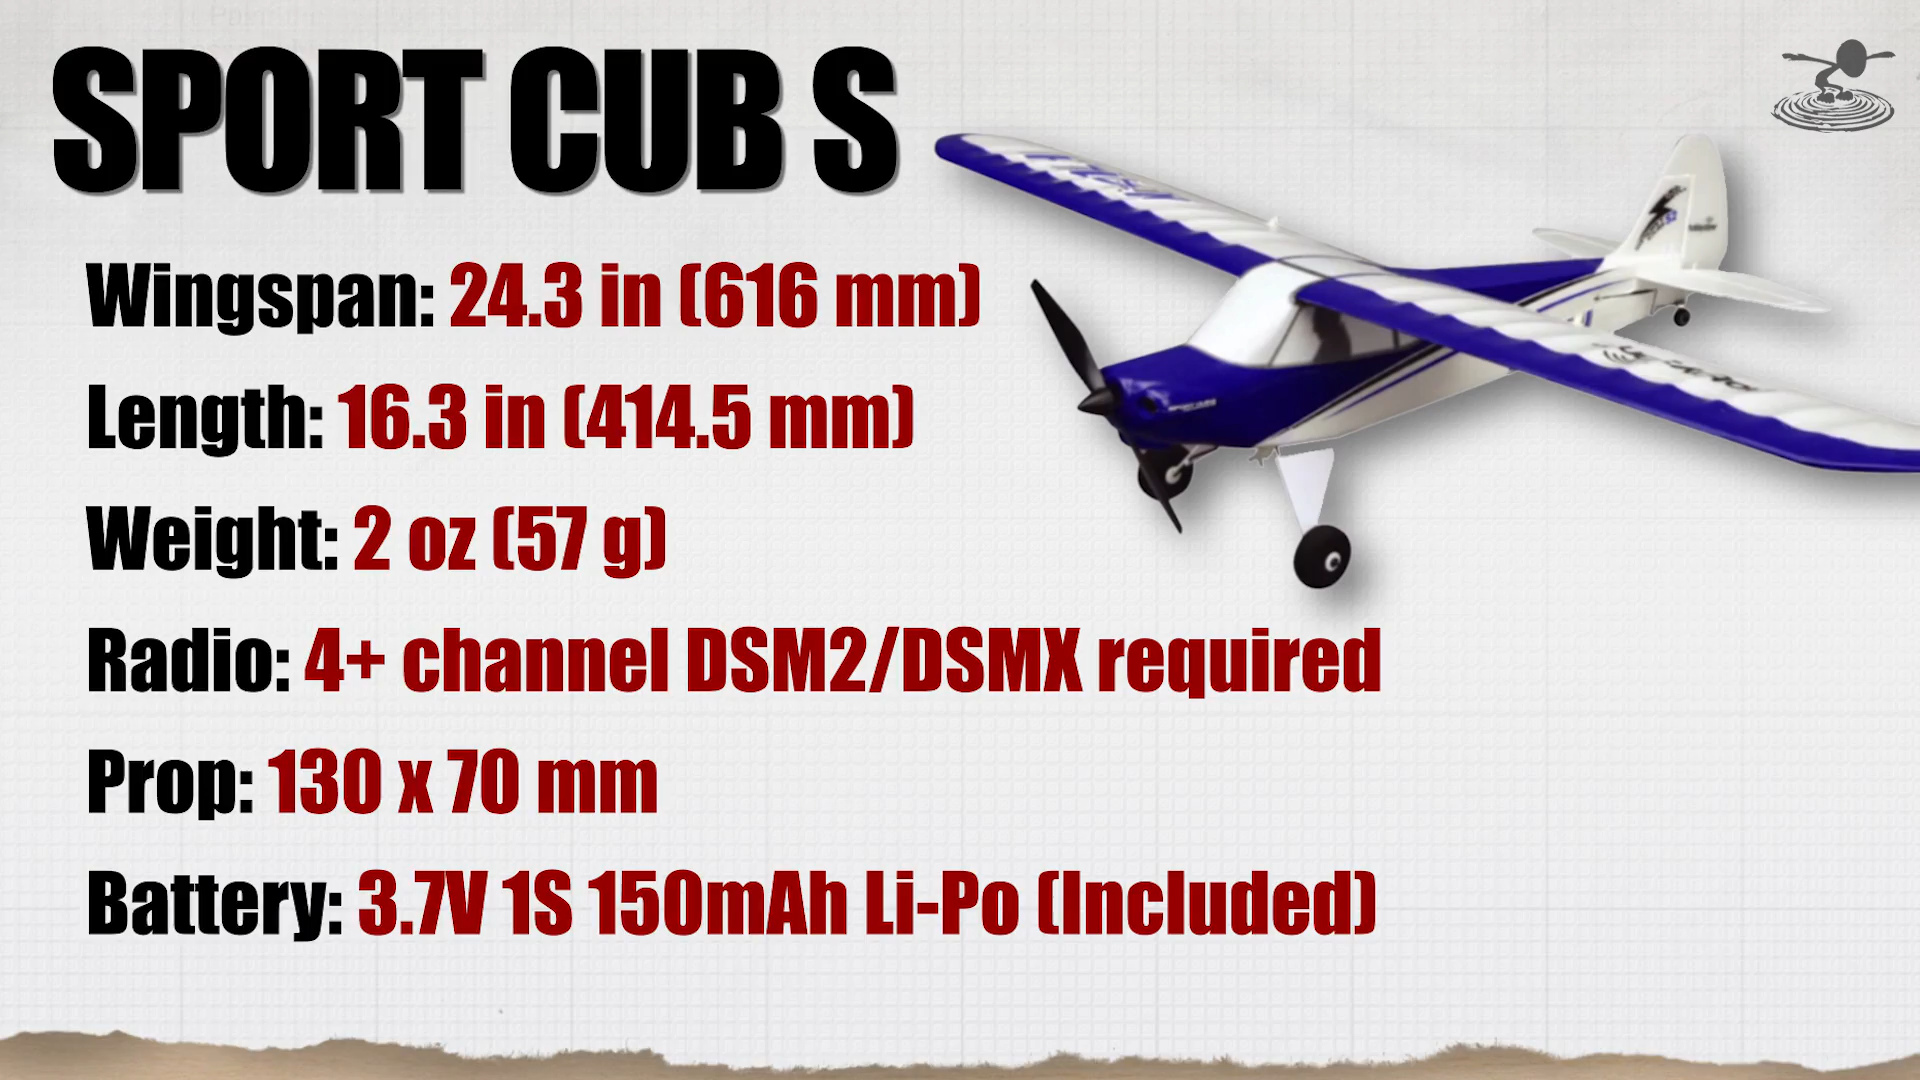 SPORT CUB S
Wingspan: 24.3 in (616 mm)
Length: 16.3 in (414.5 mm)
Weight: 2 oz (57 g)
Radio: 4+ channel DSM2/DSMX required
Prop: 130 x 70 mm
Battery: 3.7V 1S 150mAh Li-Po (Included)